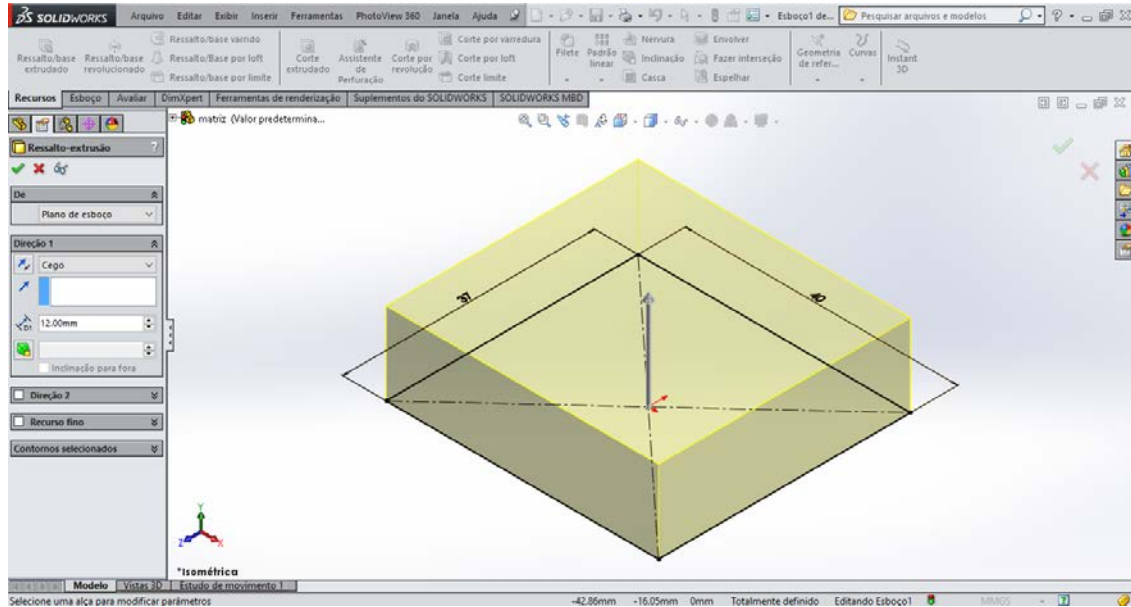 SOLIDWORKS Arquivo Editar Exibir Inserir Ferramentas PhotoView 360 Janela Ajuda Esboço1 de... Pesquisar arquivos e modelos
Ressalto/base extrudado
Ressalto/base revolucionado
Ressalto/base varrido
Ressalto/Base por loft
Ressalto/base por limite
Corte extrudado
Assistente de Perfuração
Corte por revolução
Corte por varredura
Corte por loft
Corte limite
Filete
Padrão linear
Nervura
Inclinação
Casca
Envolver
Fazer interseção
Espelhar
Geometria de refer...
Curvas
Instant 3D
Recursos Esboço Avaliar DimXpert Ferramentas de renderização Suplementos do SOLIDWORKS SOLIDWORKS MBD
matriz (Valor predetermina...
Ressalto-extrusão ?
De
Plano de esboço
Direção 1
Cego
12.00mm
Inclinação para fora
Direção 2
Recurso fino
Contornos selecionados
37
40
Y
Z
X
*Isométrica
Modelo Vistas 3D Estudo de movimento 1
Selecione uma alça para modificar parâmetros -42.86mm -16.05mm 0mm Totalmente definido Editando Esboço1 MMGS